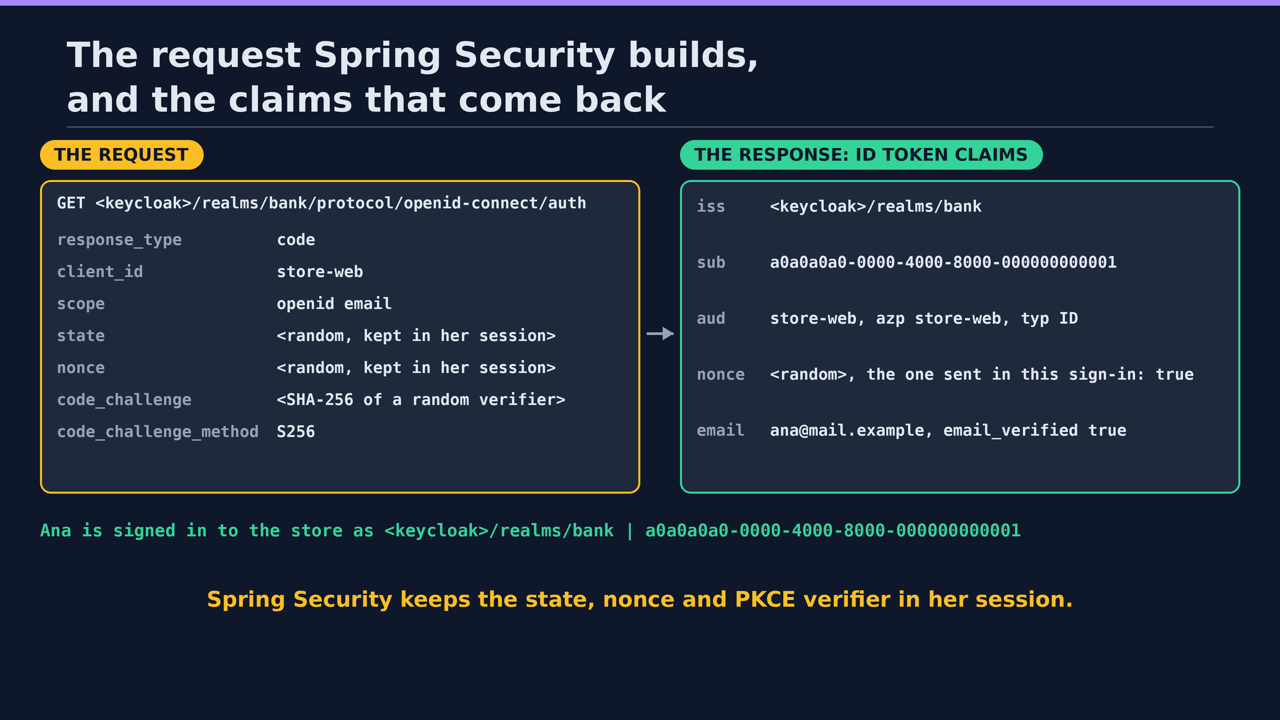 The request Spring Security builds,
and the claims that come back
THE REQUEST
GET <keycloak>/realms/bank/protocol/openid-connect/auth
response_type code
client_id store-web
scope openid email
state <random, kept in her session>
nonce <random, kept in her session>
code_challenge <SHA-256 of a random verifier>
code_challenge_method S256
THE RESPONSE: ID TOKEN CLAIMS
iss <keycloak>/realms/bank
sub a0a0a0a0-0000-4000-8000-000000000001
aud store-web, azp store-web, typ ID
nonce <random>, the one sent in this sign-in: true
email ana@mail.example, email_verified true
Ana is signed in to the store as <keycloak>/realms/bank | a0a0a0a0-0000-4000-8000-000000000001
Spring Security keeps the state, nonce and PKCE verifier in her session.